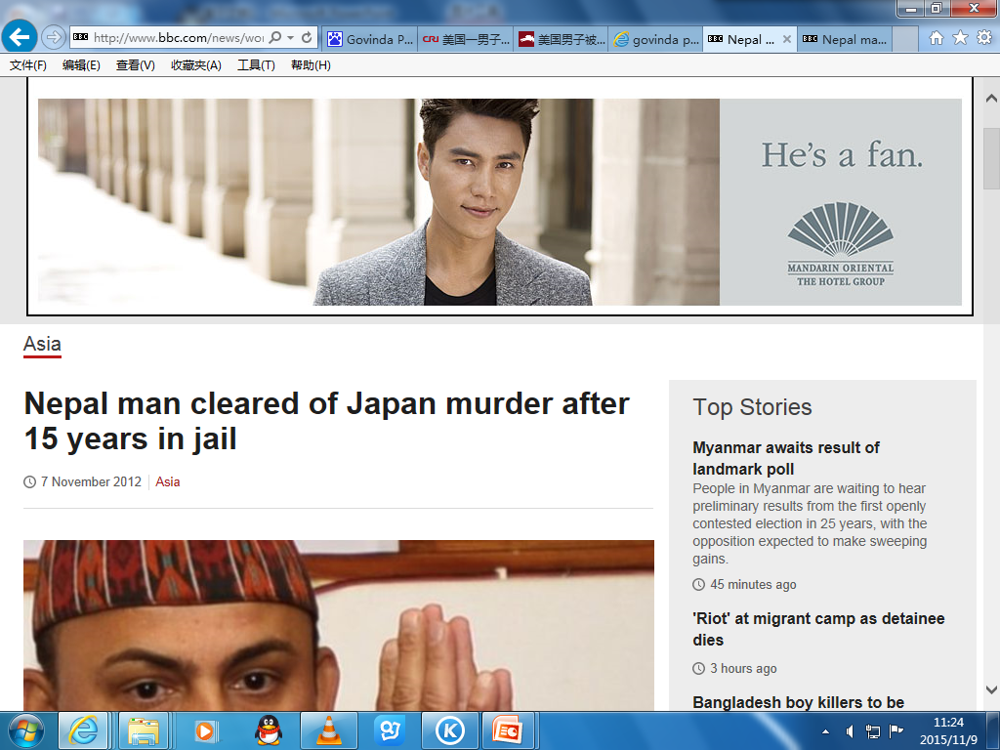 http://www.bbc.com/news/wor
Govinda P...
CRI 美国一男子...
美国男子被...
govinda p...
BBC Nepal ...
BBC Nepal ma...
文件(F) 编辑(E) 查看(V) 收藏夹(A) 工具(T) 帮助(H)
He's a fan.
MANDARIN ORIENTAL
THE HOTEL GROUP
Asia
Nepal man cleared of Japan murder after
15 years in jail
7 November 2012 Asia
Top Stories
Myanmar awaits result of
landmark poll
People in Myanmar are waiting to hear
preliminary results from the first openly
contested election in 25 years, with the
opposition expected to make sweeping
gains.
45 minutes ago
'Riot' at migrant camp as detainee
dies
3 hours ago
Bangladesh boy killers to be
11:24
2015/11/9